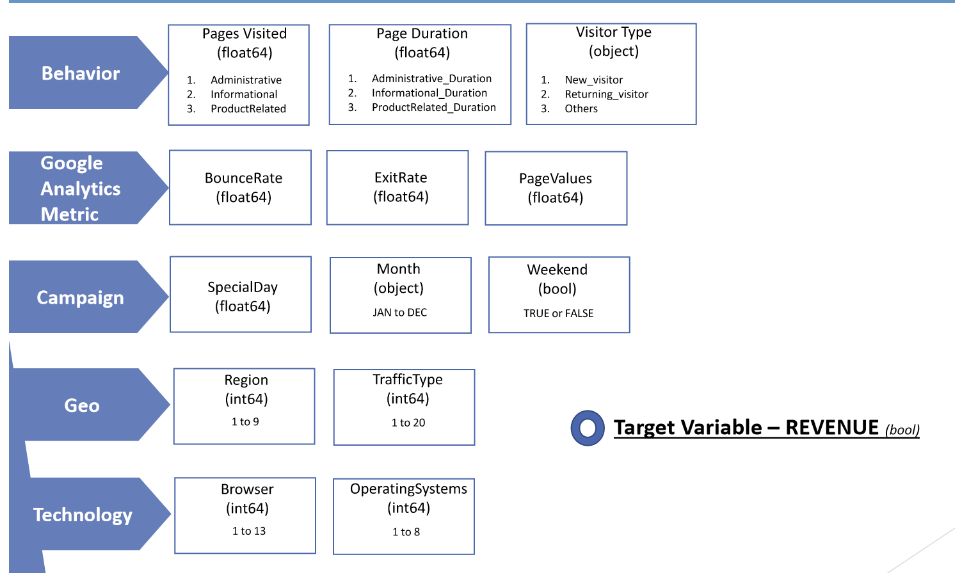 Behavior
Pages Visited
(float64)
1. Administrative
2. Informational
3. ProductRelated
Page Duration
(float64)
1. Administrative_Duration
2. Informational_Duration
3. ProductRelated_Duration
Visitor Type
(object)
1. New_visitor
2. Returning_visitor
3. Others
Google
Analytics
Metric
BounceRate
(float64)
ExitRate
(float64)
PageValues
(float64)
Campaign
SpecialDay
(float64)
Month
(object)
JAN to DEC
Weekend
(bool)
TRUE or FALSE
Geo
Region
(int64)
1 to 9
TrafficType
(int64)
1 to 20
Target Variable – REVENUE (bool)
Technology
Browser
(int64)
1 to 13
OperatingSystems
(int64)
1 to 8